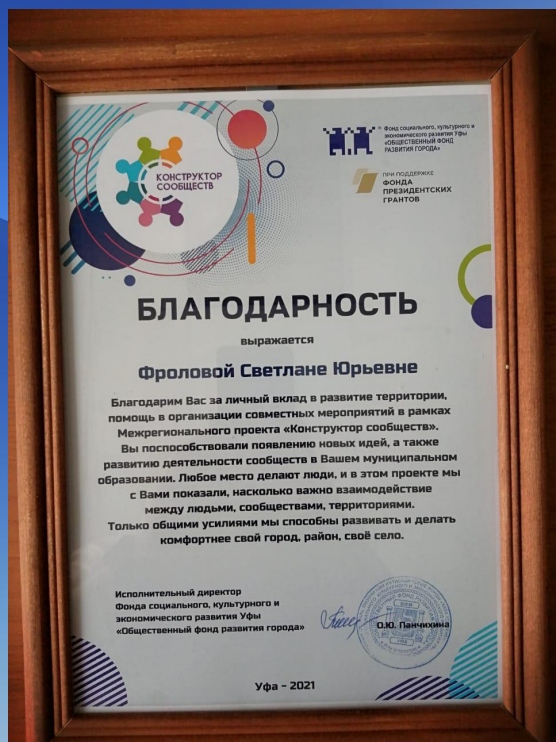 КОНСТРУКТОР
СООБЩЕСТВ
Фонд социального, культурного и
экономического развития Уфы
«ОБЩЕСТВЕННЫЙ ФОНД
РАЗВИТИЯ ГОРОДА»
ПРИ ПОДДЕРЖКЕ
ФОНДА
ПРЕЗИДЕНТСКИХ
ГРАНТОВ
БЛАГОДАРНОСТЬ
выражается
Фроловой Светлане Юрьевне
Благодарим Вас за личный вклад в развитие территории,
помощь в организации совместных мероприятий в рамках
Межрегионального проекта «Конструктор сообществ».
Вы поспособствовали появлению новых идей, а также
развитию деятельности сообществ в Вашем муниципальном
образовании. Любое место делают люди, и в этом проекте мы
с Вами показали, насколько важно взаимодействие
между людьми, сообществами, территориями.
Только общими усилиями мы способны развивать и делать
комфортнее свой город, район, своё село.
Исполнительный директор
Фонда социального, культурного и
экономического развития Уфы
«Общественный фонд развития города»
О.Ю. Панчихина
Уфа - 2021